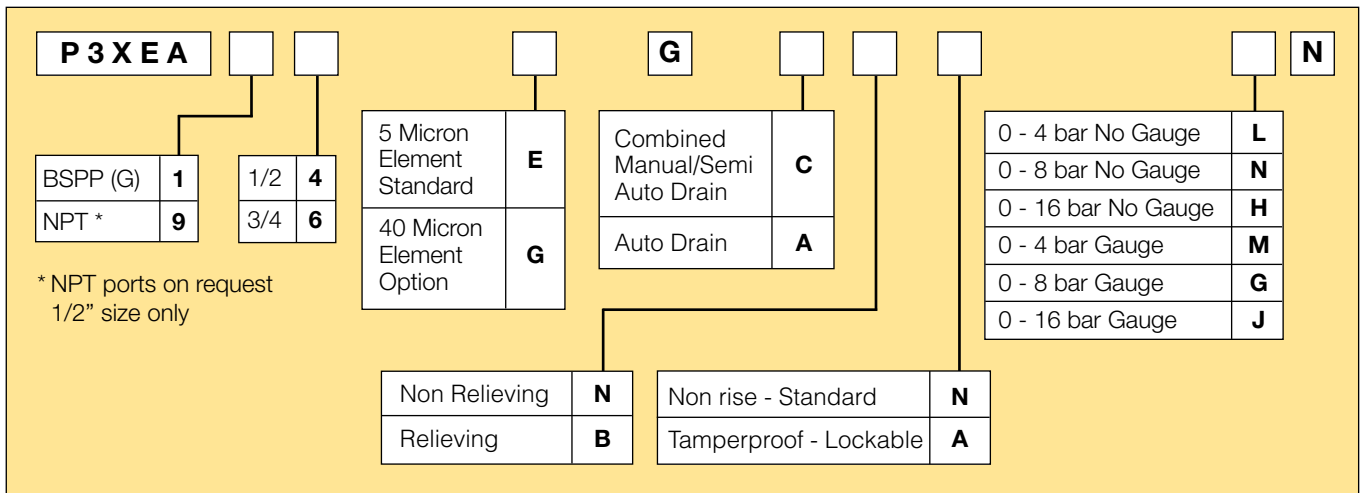 P3XEA G N
BSPP (G) 1
NPT * 9
1/2 4
3/4 6
* NPT ports on request
1/2” size only
5 Micron
Element
Standard
E
40 Micron
Element
Option
G
Combined
Manual/Semi
Auto Drain
C
Auto Drain A
0 - 4 bar No Gauge L
0 - 8 bar No Gauge N
0 - 16 bar No Gauge H
0 - 4 bar Gauge M
0 - 8 bar Gauge G
0 - 16 bar Gauge J
Non Relieving N
Relieving B
Non rise - Standard N
Tamperproof - Lockable A